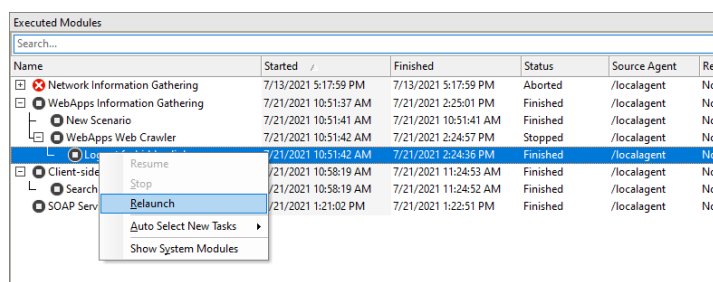 Executed Modules
Search...
Name Started / Finished Status Source Agent
Network Information Gathering 7/13/2021 5:17:59 PM 7/13/2021 5:17:59 PM Aborted /localagent
WebApps Information Gathering 7/21/2021 10:51:37 AM 7/21/2021 2:25:01 PM Finished /localagent
New Scenario 7/21/2021 10:51:41 AM 7/21/2021 10:51:41 AM Finished /localagent
WebApps Web Crawler 7/21/2021 10:51:42 AM 7/21/2021 2:24:57 PM Stopped /localagent
7/21/2021 10:51:42 AM 7/21/2021 2:24:36 PM Finished /localagent
Client-side 7/21/2021 10:58:19 AM 7/21/2021 11:24:53 AM Finished /localagent
Search 7/21/2021 10:58:19 AM 7/21/2021 11:24:52 AM Finished /localagent
SOAP Serv 7/21/2021 1:21:02 PM 7/21/2021 1:22:51 PM Finished /localagent
Resume
Stop
Relaunch
Auto Select New Tasks
Show System Modules